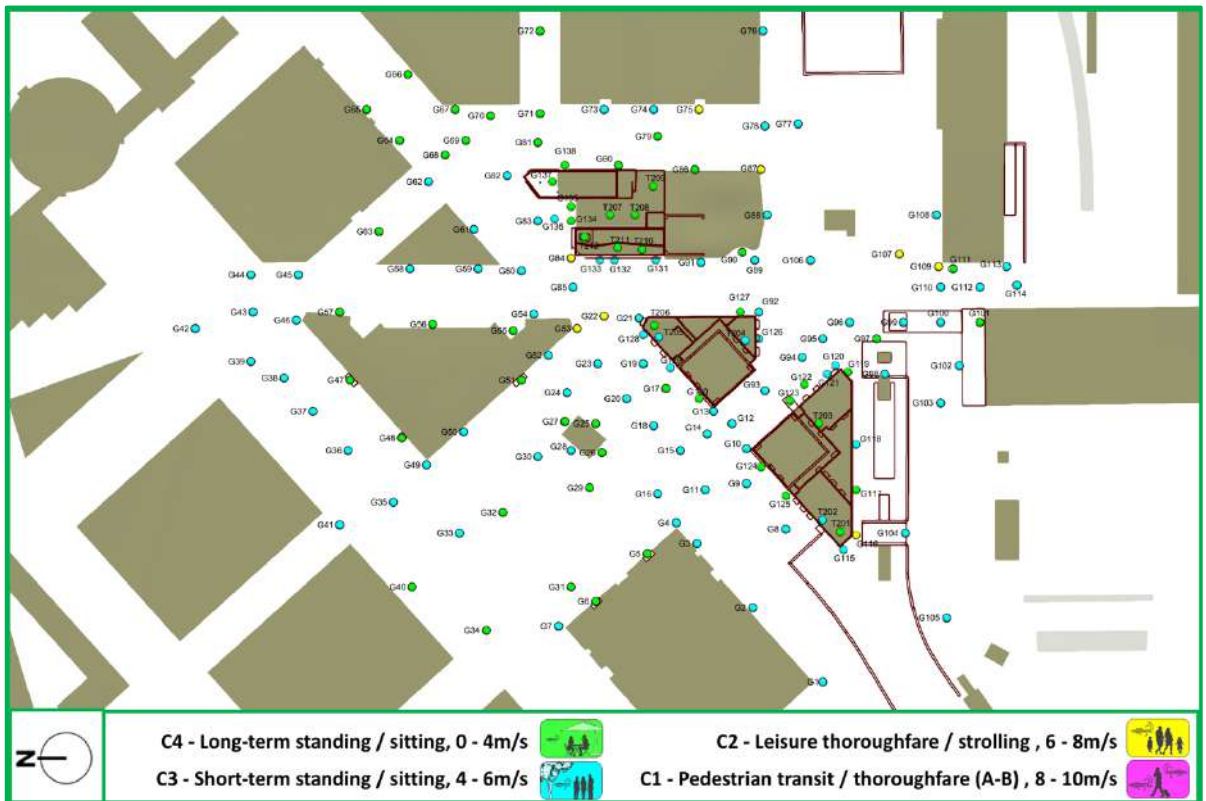 G72
G76
G66
G65
G67
G70
G71
G73
G74
G75
G78
G77
G64
G69
G81
G79
G68
G138
G80
G86
G87
G62
G82
G137
T209
G63
G61
G83
G136
G134
T207
T208
G88
G108
T211
T210
G84
G133
G132
G131
G91
G90
G89
G106
G107
G109
G111
G113
G44
G45
G58
G59
G60
G85
G110
G112
G114
G43
G57
G54
G22
G21
T206
G127
G92
G42
G46
G56
G55
G53
G128
T205
T204
G126
G96
G99
G100
G101
G95
G97
G39
G52
G23
G19
G94
G120
G119
G102
G38
G47
G51
G24
G20
G17
G93
G122
G121
G98
G123
G103
G37
G13
G48
G50
G27
G25
G18
G14
G12
T203
G36
G49
G30
G28
G26
G15
G10
G118
G124
G29
G16
G11
G9
G125
G117
G35
G32
G41
G33
G4
G3
G8
T202
T201
G116
G104
G115
G5
G40
G31
G6
G34
G7
G2
G105
G1
N
C4 - Long-term standing / sitting, 0 - 4m/s
C2 - Leisure thoroughfare / strolling , 6 - 8m/s
C3 - Short-term standing / sitting, 4 - 6m/s
C1 - Pedestrian transit / thoroughfare (A-B) , 8 - 10m/s